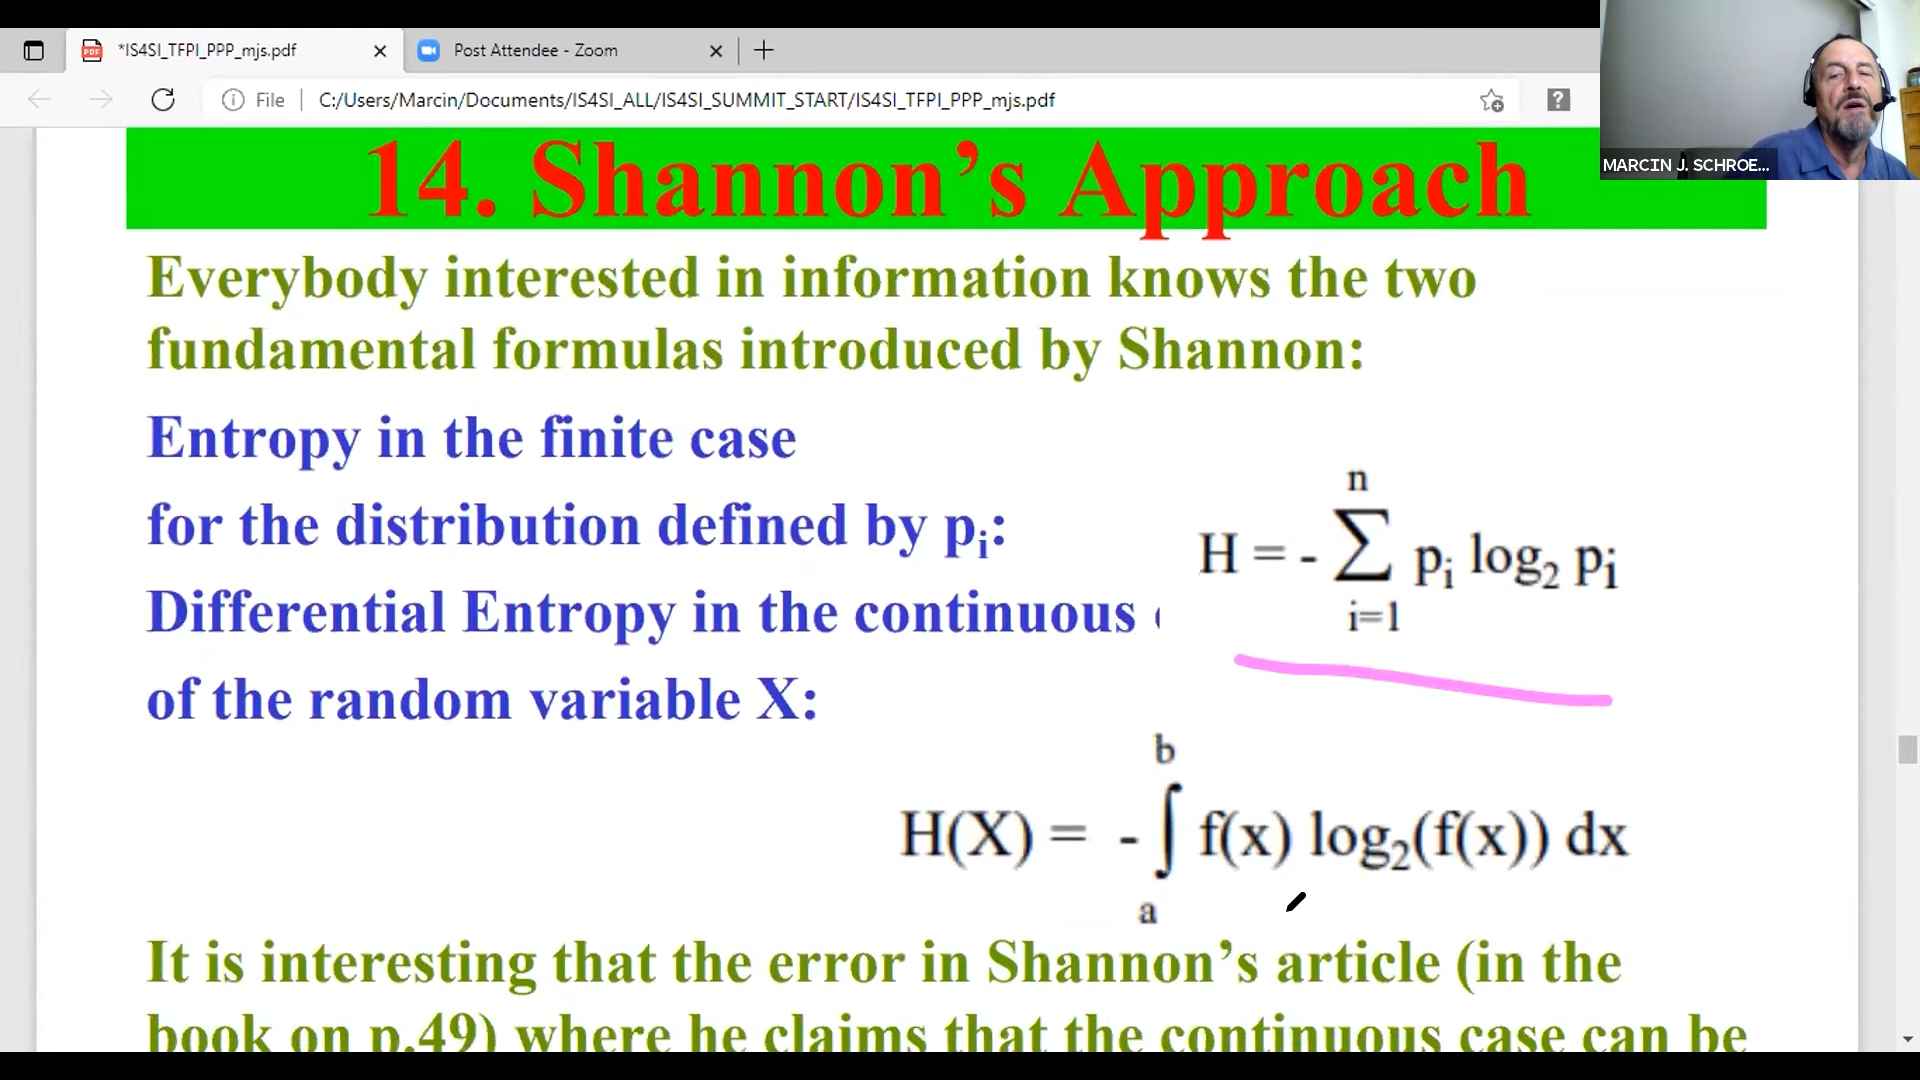 *IS4SI_TFPI_PPP_mjs.pdf
Post Attendee - Zoom
File
C:/Users/Marcin/Documents/IS4SI_ALL/IS4SI_SUMMIT_START/IS4SI_TFPI_PPP_mjs.pdf
MARCIN J. SCHROE...
14. Shannon’s Approach
Everybody interested in information knows the two
fundamental formulas introduced by Shannon:
Entropy in the finite case
for the distribution defined by pᵢ:
H = - ∑ᵢ₌₁ⁿ pᵢ log₂ pᵢ
Differential Entropy in the continuous
of the random variable X:
H(X) = - ∫ₐᵇ f(x) log₂(f(x)) dx
It is interesting that the error in Shannon’s article (in the
book on p.49) where he claims that the continuous case can be